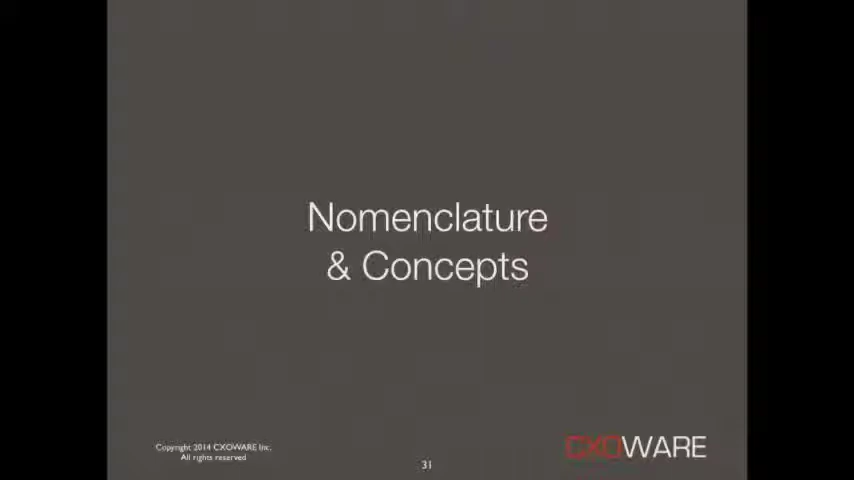 Nomenclature
& Concepts
Copyright 2014 CXOWARE Inc.
All rights reserved
31
CXOWARE